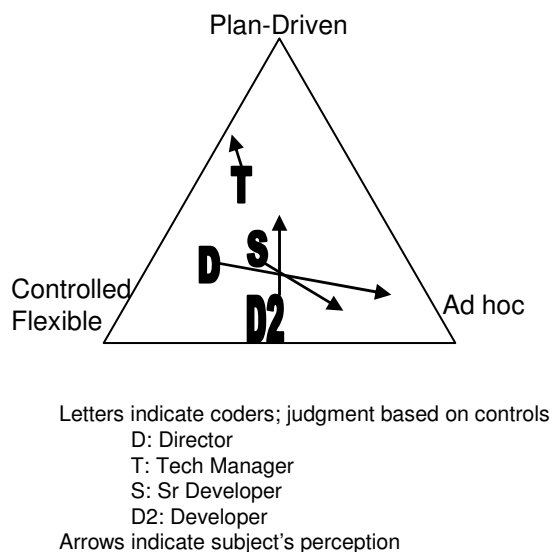 Plan-Driven
T
S
D
Controlled
Flexible
D2
Ad hoc
Letters indicate coders; judgment based on controls
D: Director
T: Tech Manager
S: Sr Developer
D2: Developer
Arrows indicate subject's perception